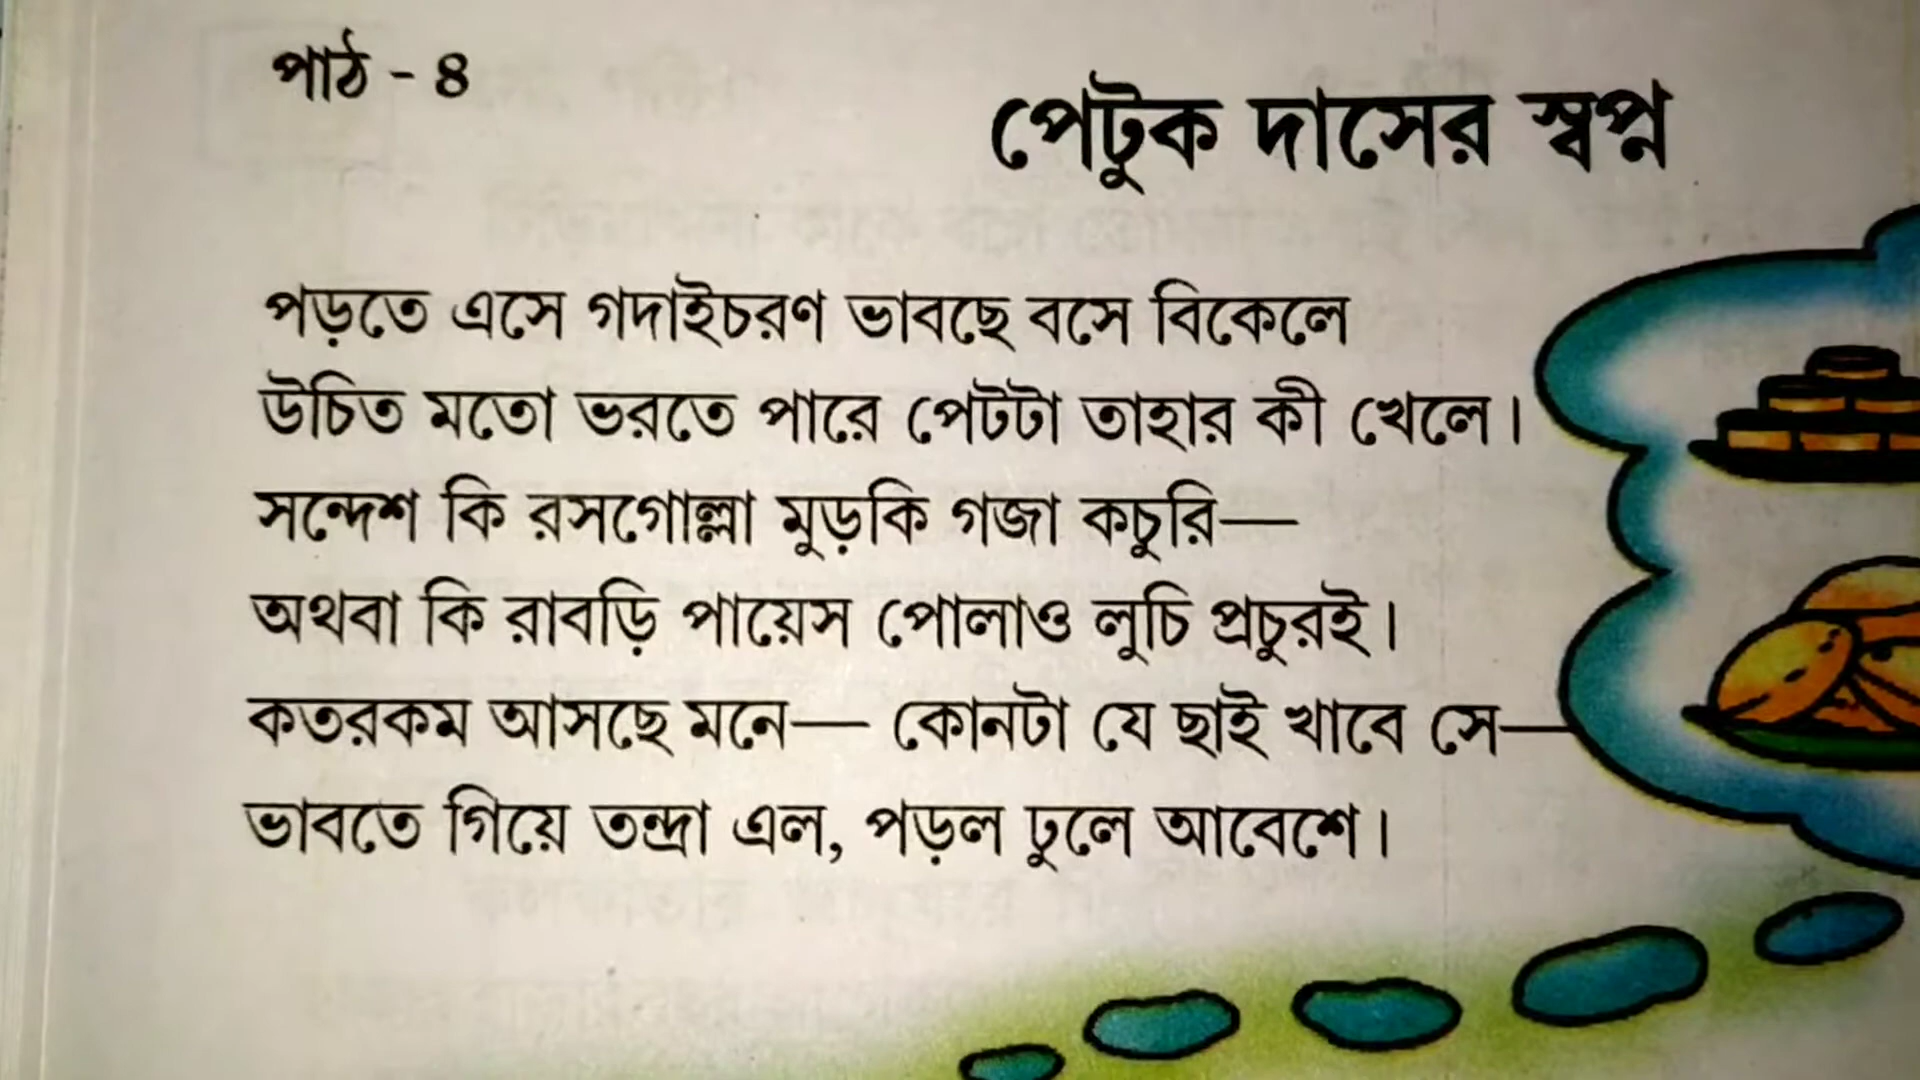 পাঠ - ৪
পেটুক দাসের স্বপ্ন
পড়তে এসে গদাইচরণ ভাবছে বসে বিকেলে
উচিত মতো ভরতে পারে পেটটা তাহার কী খেলে।
সন্দেশ কি রসগোল্লা মুড়কি গজা কচুরি—
অথবা কি রাবড়ি পায়েস পোলাও লুচি প্রচুরই।
কতরকম আসছে মনে— কোনটা যে ছাই খাবে সে—
ভাবতে গিয়ে তন্দ্রা এল, পড়ল ঢুলে আবেশে।